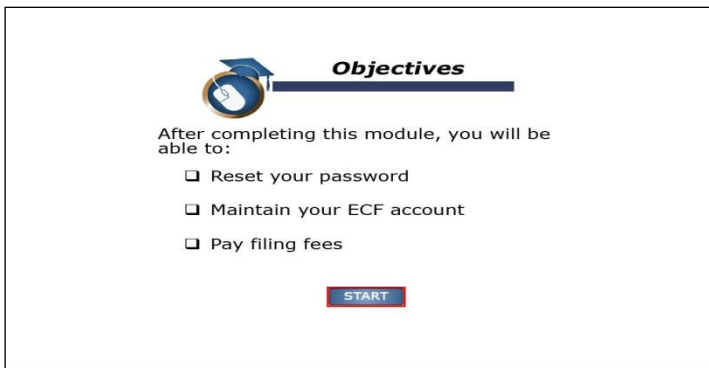 Objectives
After completing this module, you will be
able to:
❑ Reset your password
❑ Maintain your ECF account
❑ Pay filing fees
START